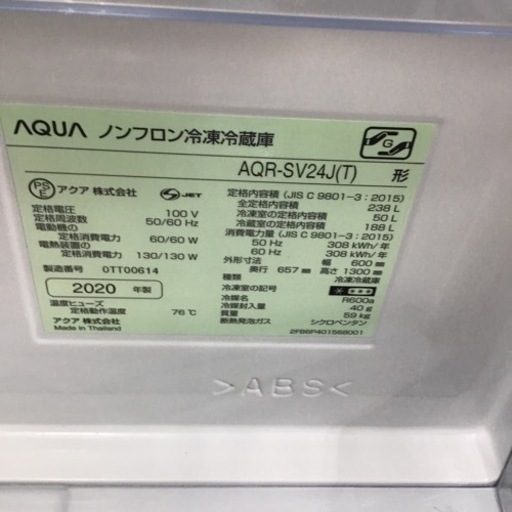 AQUA ノンフロン冷凍冷蔵庫
G
AQR-SV24J(T) 形
PSE アクア 株式会社 JET
定格電圧 100 V
定格周波数 50/60 Hz
電動機の
定格消費電力 60/60 W
電熱装置の
定格消費電力 130/130 W
製造番号 0TT00614
2020 年製
温度ヒューズ
定格動作温度 76℃
アクア 株式会社
Made in Thailand
定格内容積 (JIS C 9801-3:2015)
全定格内容積 238 L
冷凍室の定格内容積 50 L
冷蔵室の定格内容積 188 L
消費電力量 (JIS C 9801-3:2015)
50 Hz 308 kWh/年
60 Hz 308 kWh/年
外形寸法 幅 600 mm
奥行 657 mm 高さ 1300 mm
種類 冷凍冷蔵庫
冷凍室の記号
冷媒名 R600a
冷媒封入量 40 g
質量 59 kg
断熱発泡ガス シクロペンタン
>ABS<